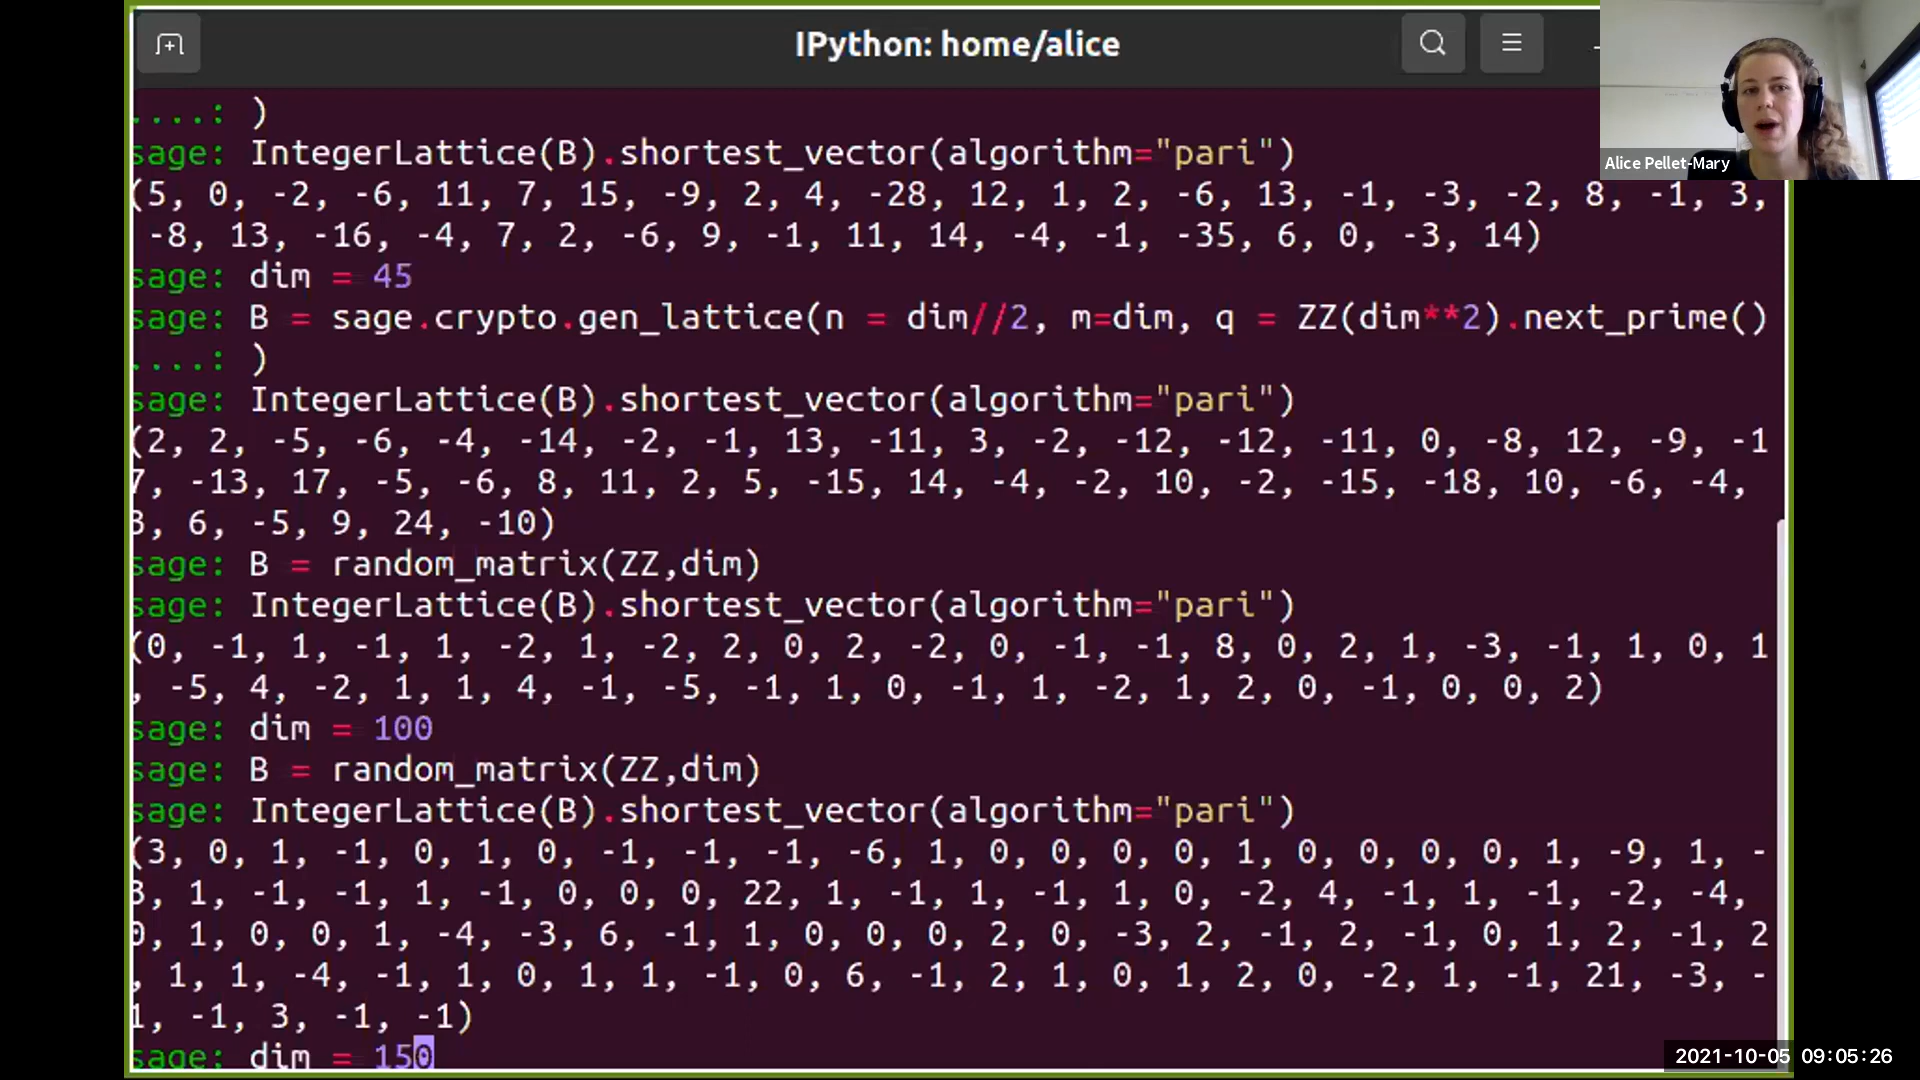 IPython: home/alice
Alice Pellet-Mary
....: )
sage: IntegerLattice(B).shortest_vector(algorithm="pari")
(5, 0, -2, -6, 11, 7, 15, -9, 2, 4, -28, 12, 1, 2, -6, 13, -1, -3, -2, 8, -1, 3,
-8, 13, -16, -4, 7, 2, -6, 9, -1, 11, 14, -4, -1, -35, 6, 0, -3, 14)
sage: dim = 45
sage: B = sage.crypto.gen_lattice(n = dim//2, m=dim, q = ZZ(dim**2).next_prime()
....: )
sage: IntegerLattice(B).shortest_vector(algorithm="pari")
(2, 2, -5, -6, -4, -14, -2, -1, 13, -11, 3, -2, -12, -12, -11, 0, -8, 12, -9, -1
7, -13, 17, -5, -6, 8, 11, 2, 5, -15, 14, -4, -2, 10, -2, -15, -18, 10, -6, -4,
3, 6, -5, 9, 24, -10)
sage: B = random_matrix(ZZ,dim)
sage: IntegerLattice(B).shortest_vector(algorithm="pari")
(0, -1, 1, -1, 1, -2, 1, -2, 2, 0, 2, -2, 0, -1, -1, 8, 0, 2, 1, -3, -1, 1, 0, 1
, -5, 4, -2, 1, 1, 4, -1, -5, -1, 1, 0, -1, 1, -2, 1, 2, 0, -1, 0, 0, 2)
sage: dim = 100
sage: B = random_matrix(ZZ,dim)
sage: IntegerLattice(B).shortest_vector(algorithm="pari")
(3, 0, 1, -1, 0, 1, 0, -1, -1, -1, -6, 1, 0, 0, 0, 0, 1, 0, 0, 0, 0, 1, -9, 1, -
3, 1, -1, -1, 1, -1, 0, 0, 0, 22, 1, -1, 1, -1, 1, 0, -2, 4, -1, 1, -1, -2, -4,
0, 1, 0, 0, 1, -4, -3, 6, -1, 1, 0, 0, 0, 2, 0, -3, 2, -1, 2, -1, 0, 1, 2, -1, 2
, 1, 1, -4, -1, 1, 0, 1, 1, -1, 0, 6, -1, 2, 1, 0, 1, 2, 0, -2, 1, -1, 21, -3, -
1, -1, 3, -1, -1)
sage: dim = 150
2021-10-05 09:05:26